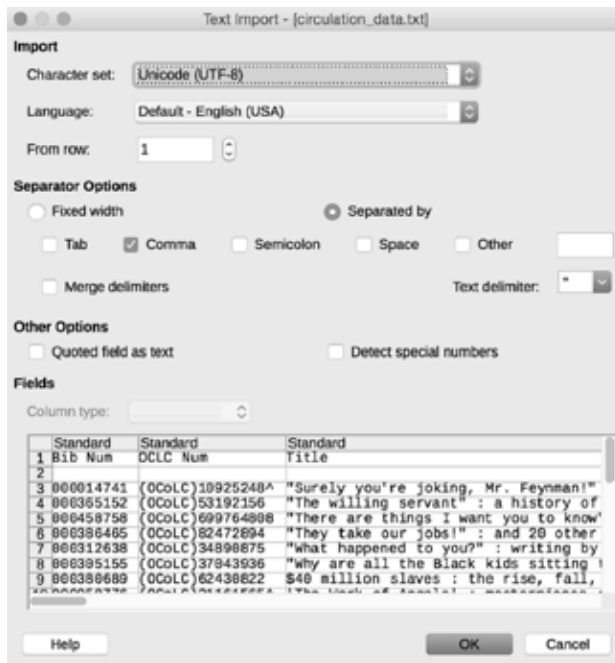 Text Import - [circulation_data.txt]
Import
Character set: Unicode (UTF-8)
Language: Default - English (USA)
From row: 1
Separator Options
Fixed width Separated by
Tab Comma Semicolon Space Other
Merge delimiters Text delimiter: "
Other Options
Quoted field as text Detect special numbers
Fields
Column type:
Standard Standard Standard
1 Bib Num OCLC Num Title
2
3 000014741 (OCoLC)10925248^ "Surely you're joking, Mr. Feynman!"
4 000365152 (OCoLC)53192156 "The willing servant" : a history of
5 000458758 (OCoLC)699764808 "There are things I want you to know"
6 000386465 (OCoLC)82472894 "They take our jobs!" : and 20 other
7 000312638 (OCoLC)34890875 "What happened to you?" : writing by
8 000305155 (OCoLC)37043936 "Why are all the Black kids sitting
9 000380689 (OCoLC)62430822 $40 million slaves : the rise, fall,
Help OK Cancel